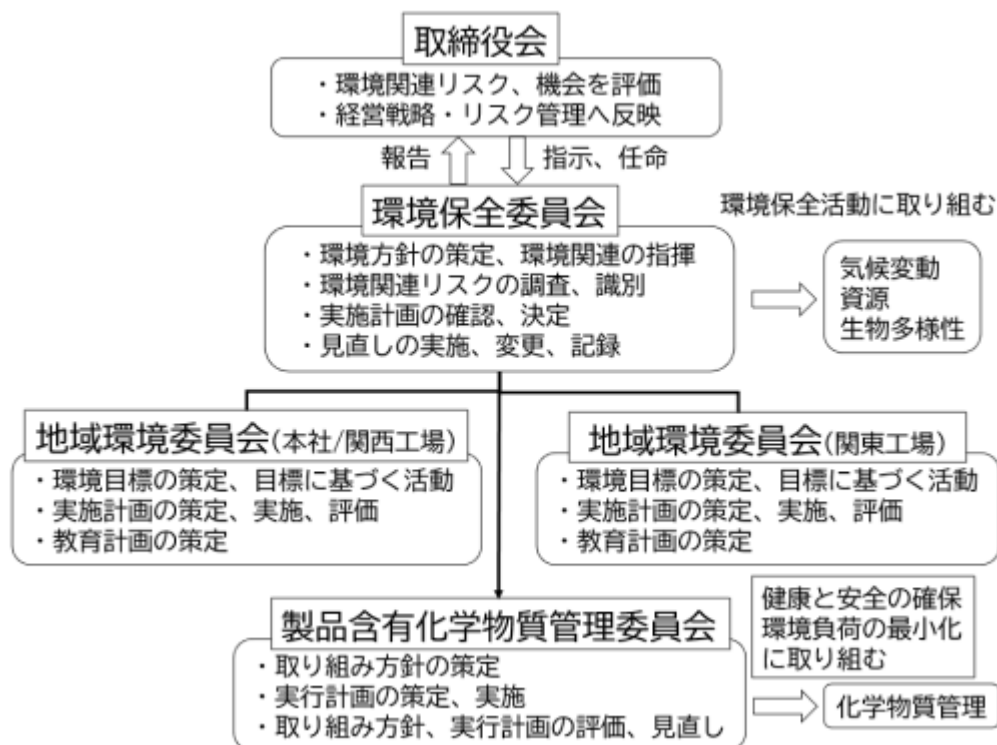 取締役会
・環境関連リスク、機会を評価
・経営戦略・リスク管理へ反映
報告
指示、任命
環境保全委員会
・環境方針の策定、環境関連の指揮
・環境関連リスクの調査、識別
・実施計画の確認、決定
・見直しの実施、変更、記録
環境保全活動に取り組む
気候変動
資源
生物多様性
地域環境委員会(本社/関西工場)
・環境目標の策定、目標に基づく活動
・実施計画の策定、実施、評価
・教育計画の策定
地域環境委員会(関東工場)
・環境目標の策定、目標に基づく活動
・実施計画の策定、実施、評価
・教育計画の策定
製品含有化学物質管理委員会
・取り組み方針の策定
・実行計画の策定、実施
・取り組み方針、実行計画の評価、見直し
健康と安全の確保
環境負荷の最小化
に取り組む
化学物質管理